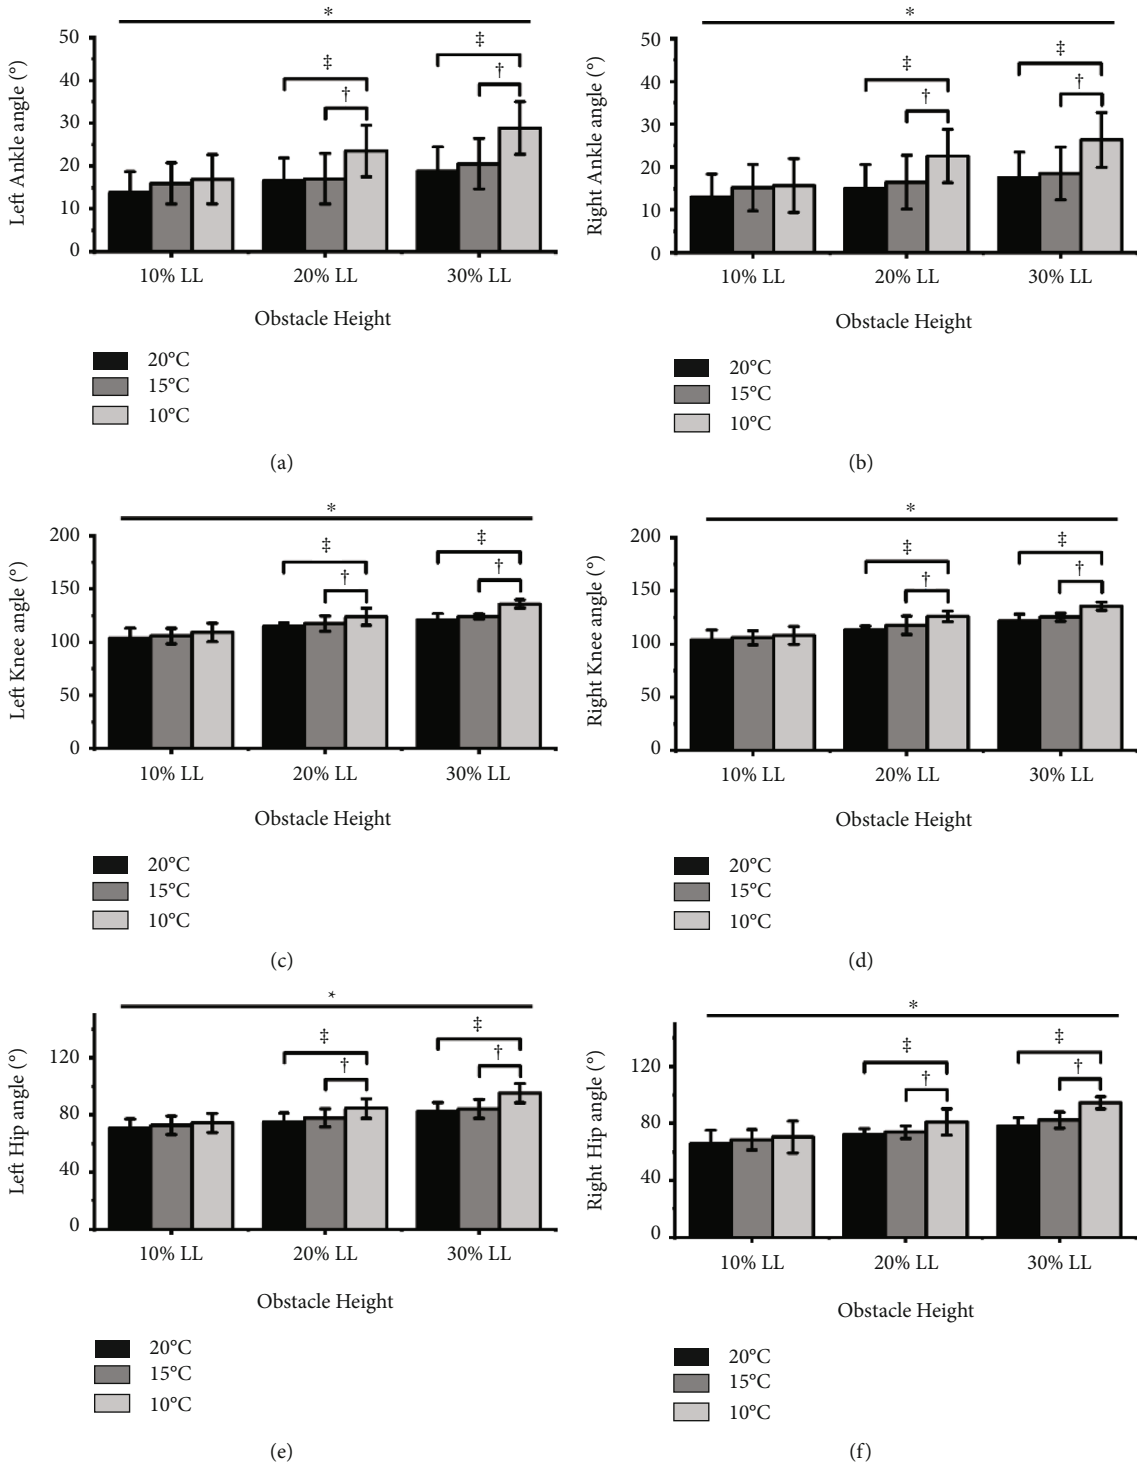 *
50
40
30
20
10
0
Left Ankle angle (°)
‡
†
‡
†
10% LL 20% LL 30% LL
Obstacle Height
20°C
15°C
10°C
(a)
*
50
40
30
20
10
0
Right Ankle angle (°)
‡
†
‡
†
10% LL 20% LL 30% LL
Obstacle Height
20°C
15°C
10°C
(b)
*
200
150
100
50
0
Left Knee angle (°)
‡
†
‡
†
10% LL 20% LL 30% LL
Obstacle Height
20°C
15°C
10°C
(c)
*
200
150
100
50
0
Right Knee angle (°)
‡
†
‡
†
10% LL 20% LL 30% LL
Obstacle Height
20°C
15°C
10°C
(d)
*
120
80
40
0
Left Hip angle (°)
‡
†
‡
†
10% LL 20% LL 30% LL
Obstacle Height
20°C
15°C
10°C
(e)
*
120
80
40
0
Right Hip angle (°)
‡
†
‡
†
10% LL 20% LL 30% LL
Obstacle Height
20°C
15°C
10°C
(f)